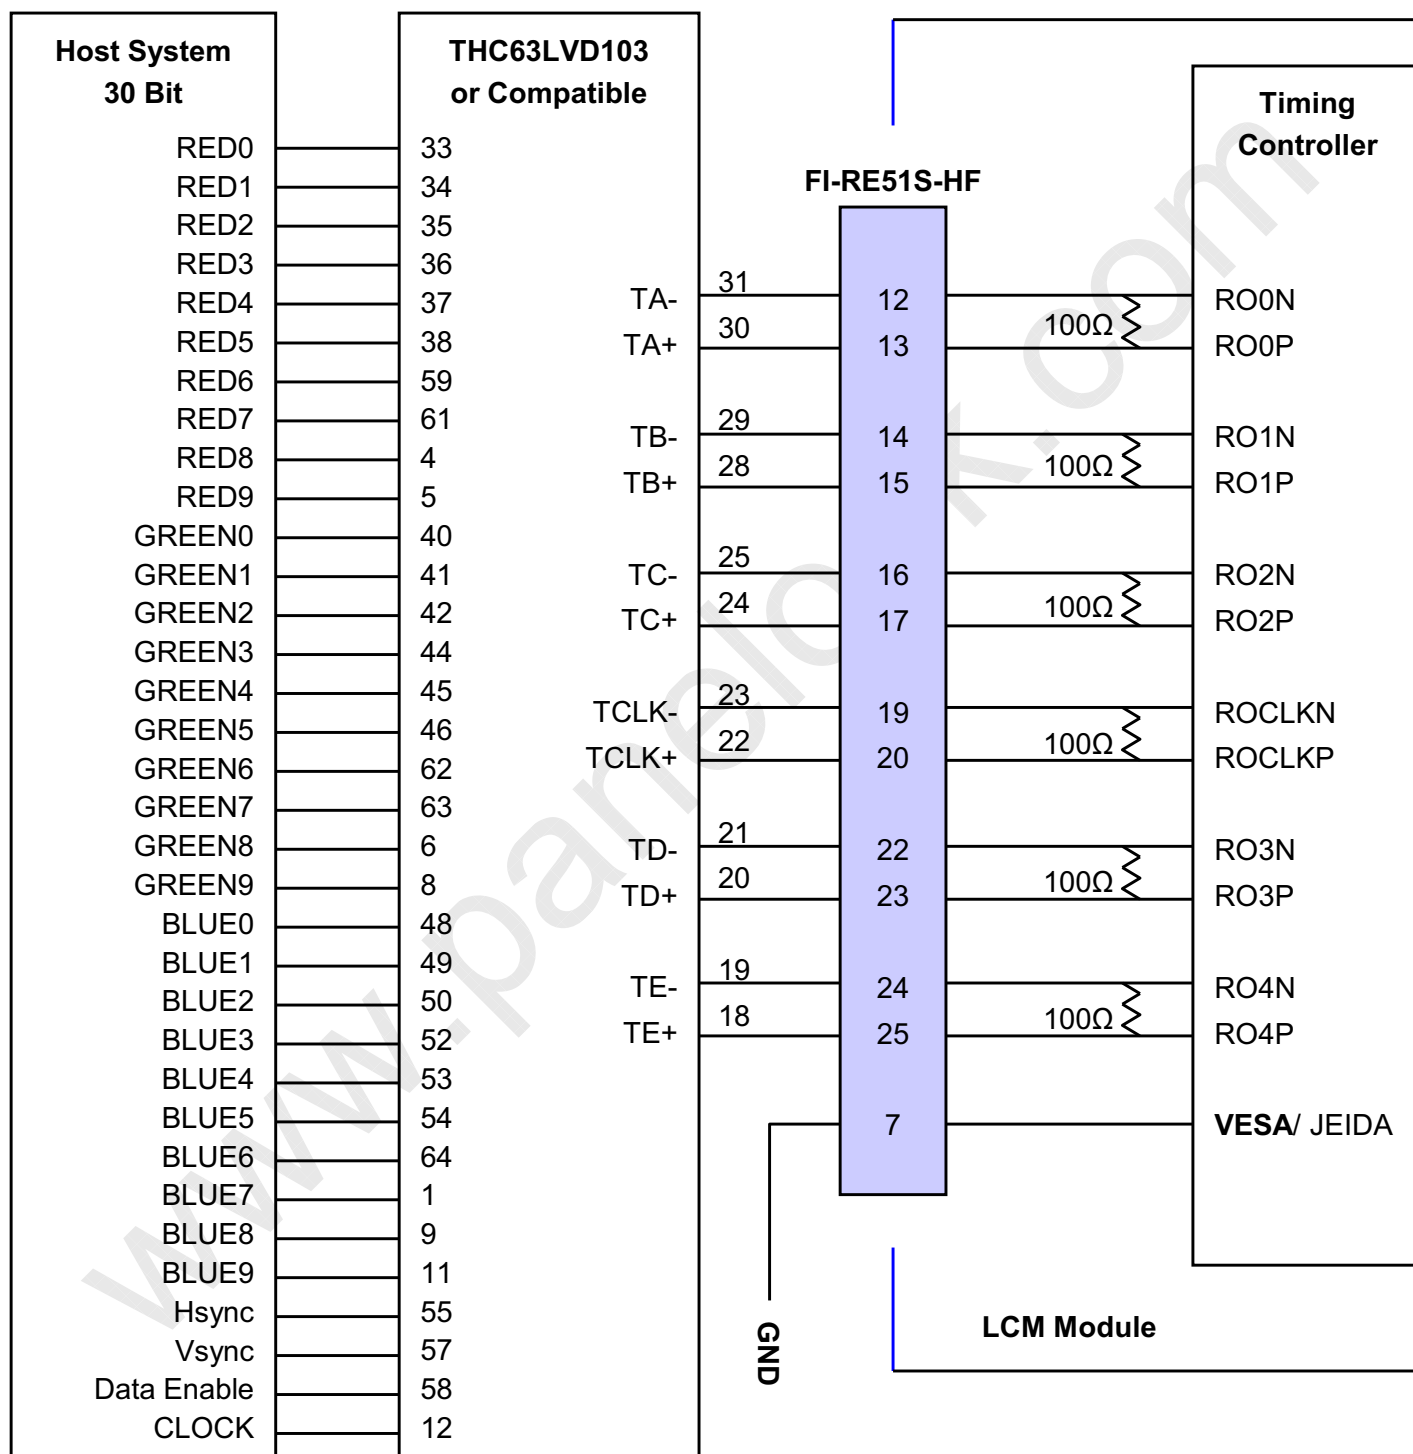 Host System
30 Bit
RED0
RED1
RED2
RED3
RED4
RED5
RED6
RED7
RED8
RED9
GREEN0
GREEN1
GREEN2
GREEN3
GREEN4
GREEN5
GREEN6
GREEN7
GREEN8
GREEN9
BLUE0
BLUE1
BLUE2
BLUE3
BLUE4
BLUE5
BLUE6
BLUE7
BLUE8
BLUE9
Hsync
Vsync
Data Enable
CLOCK
THC63LVD103
or Compatible
33
34
35
36
37
38
59
61
4
5
40
41
42
44
45
46
62
63
6
8
48
49
50
52
53
54
64
1
9
11
55
57
58
12
TA-
TA+
TB-
TB+
TC-
TC+
TCLK-
TCLK+
TD-
TD+
TE-
TE+
31
30
29
28
25
24
23
22
21
20
19
18
GND
FI-RE51S-HF
12
13
14
15
16
17
19
20
22
23
24
25
7
100Ω
100Ω
100Ω
100Ω
100Ω
100Ω
Timing
Controller
RO0N
RO0P
RO1N
RO1P
RO2N
RO2P
ROCLKN
ROCLKP
RO3N
RO3P
RO4N
RO4P
VESA/ JEIDA
LCM Module